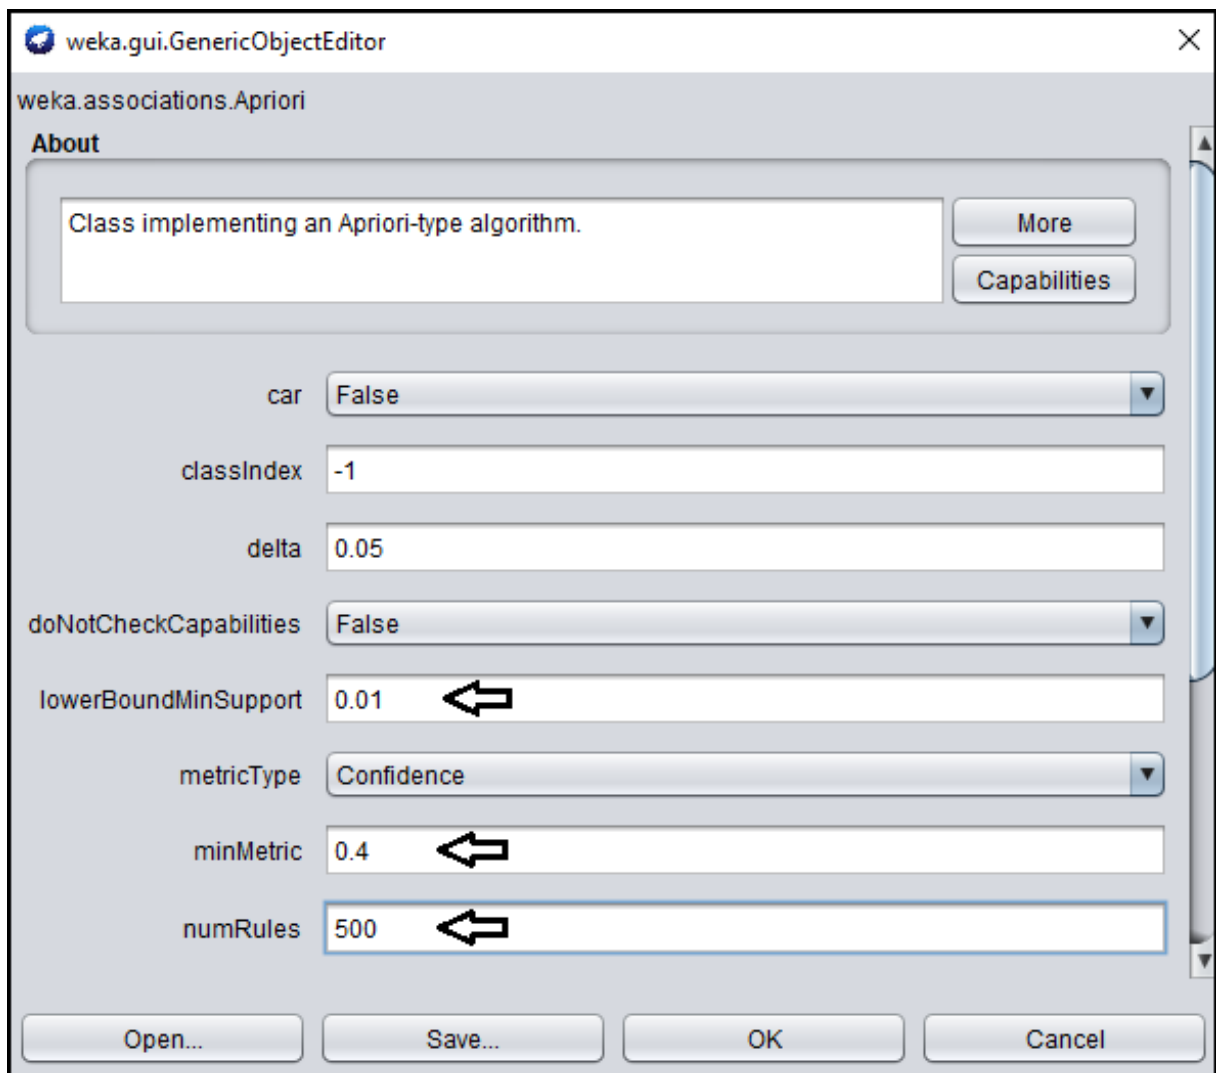 weka.gui.GenericObjectEditor
weka.associations.Apriori
About
Class implementing an Apriori-type algorithm.
More
Capabilities
car False
classIndex -1
delta 0.05
doNotCheckCapabilities False
lowerBoundMinSupport 0.01
metricType Confidence
minMetric 0.4
numRules 500
Open... Save... OK Cancel